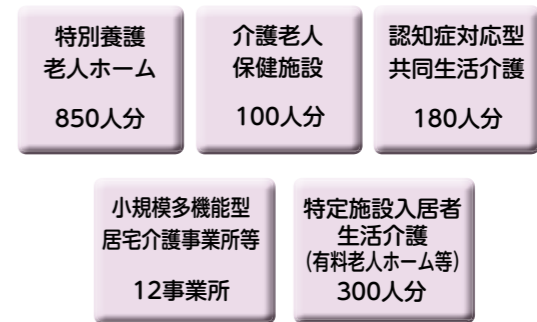 特別養護
老人ホーム
850人分
介護老人
保健施設
100人分
認知症対応型
共同生活介護
180人分
小規模多機能型
居宅介護事業所等
12事業所
特定施設入居者
生活介護
(有料老人ホーム等)
300人分